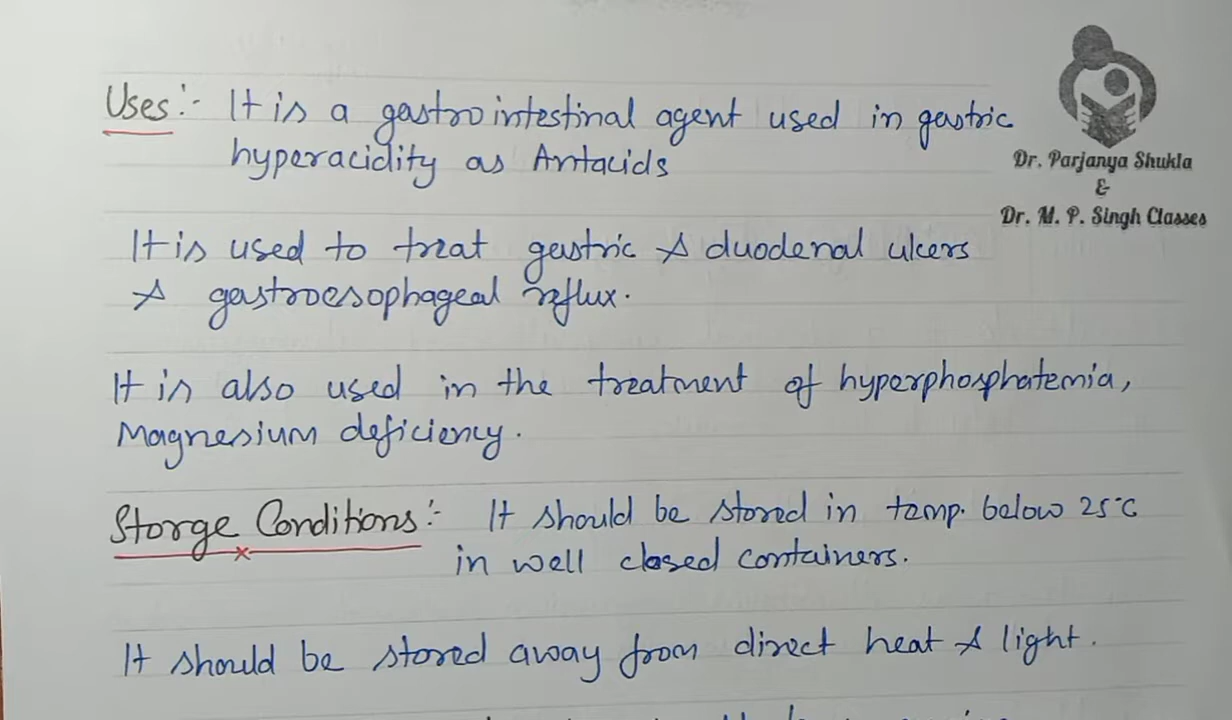 Uses :- It is a gastrointestinal agent used in gastric
hyperacidity as Antacids
Dr. Parjanya Shukla
&
Dr. M. P. Singh Classes
It is used to treat gastric & duodenal ulcers
& gastroesophageal reflux.
It is also used in the treatment of hyperphosphatemia,
Magnesium deficiency.
Storge Conditions :- It should be stored in temp. below 25°C
in well closed containers.
It should be stored away from direct heat & light.